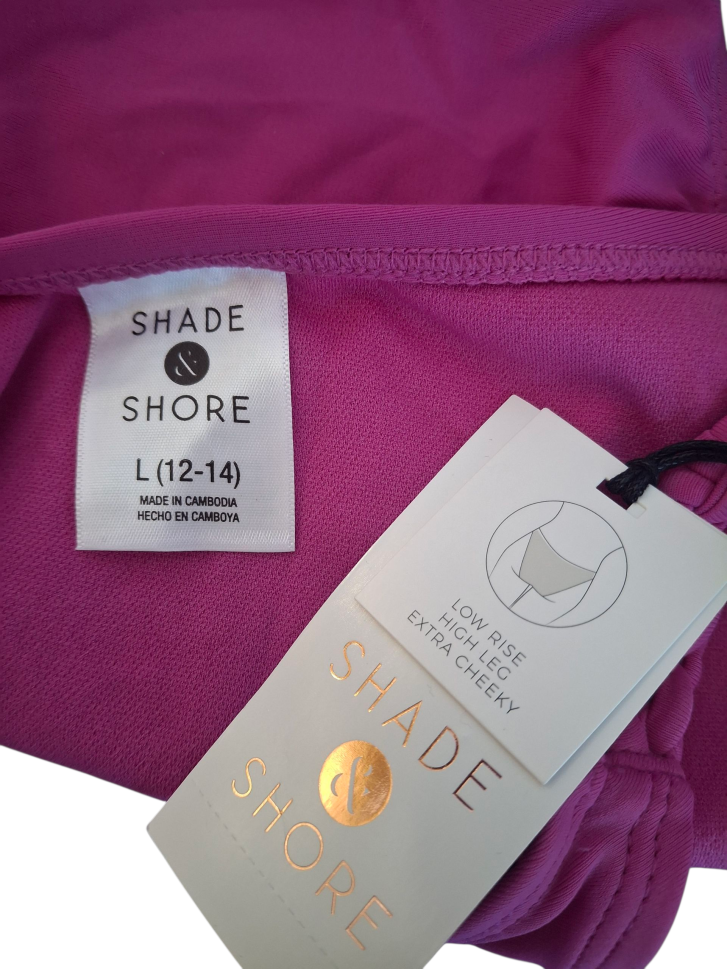 SHADE
&
SHORE
L (12-14)
MADE IN CAMBODIA
HECHO EN CAMBOYA
LOW RISE
HIGH LEG
EXTRA CHEEKY
SHADE
&
SHORE